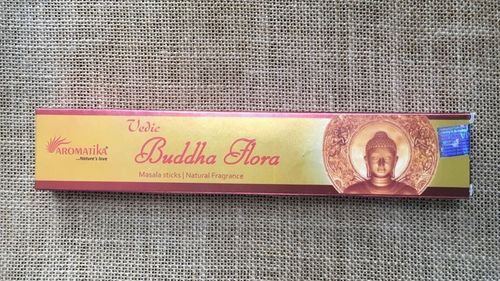 Vedic
AROMATIKA
...Nature's love
Buddha Flora
Masala sticks | Natural Fragrance